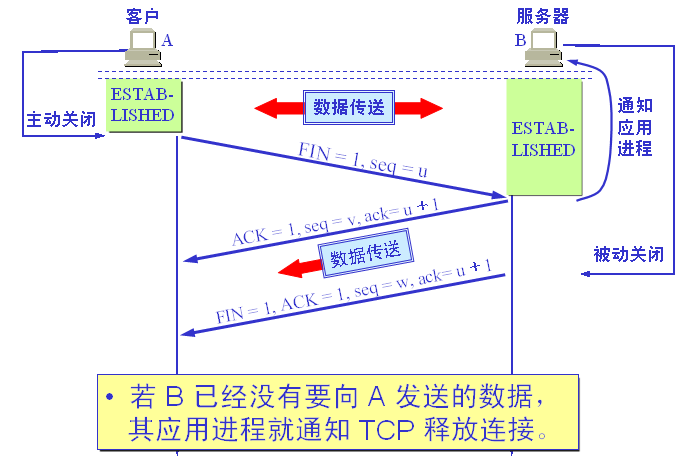 客户
服务器
A
B
ESTAB-
LISHED
数据传送
ESTAB-
LISHED
通知
应用
进程
主动关闭
FIN = 1, seq = u
ACK = 1, seq = v, ack= u + 1
数据传送
被动关闭
FIN = 1, ACK = 1, seq = w, ack= u + 1
• 若 B 已经没有要向 A 发送的数据，
其应用进程就通知 TCP 释放连接。